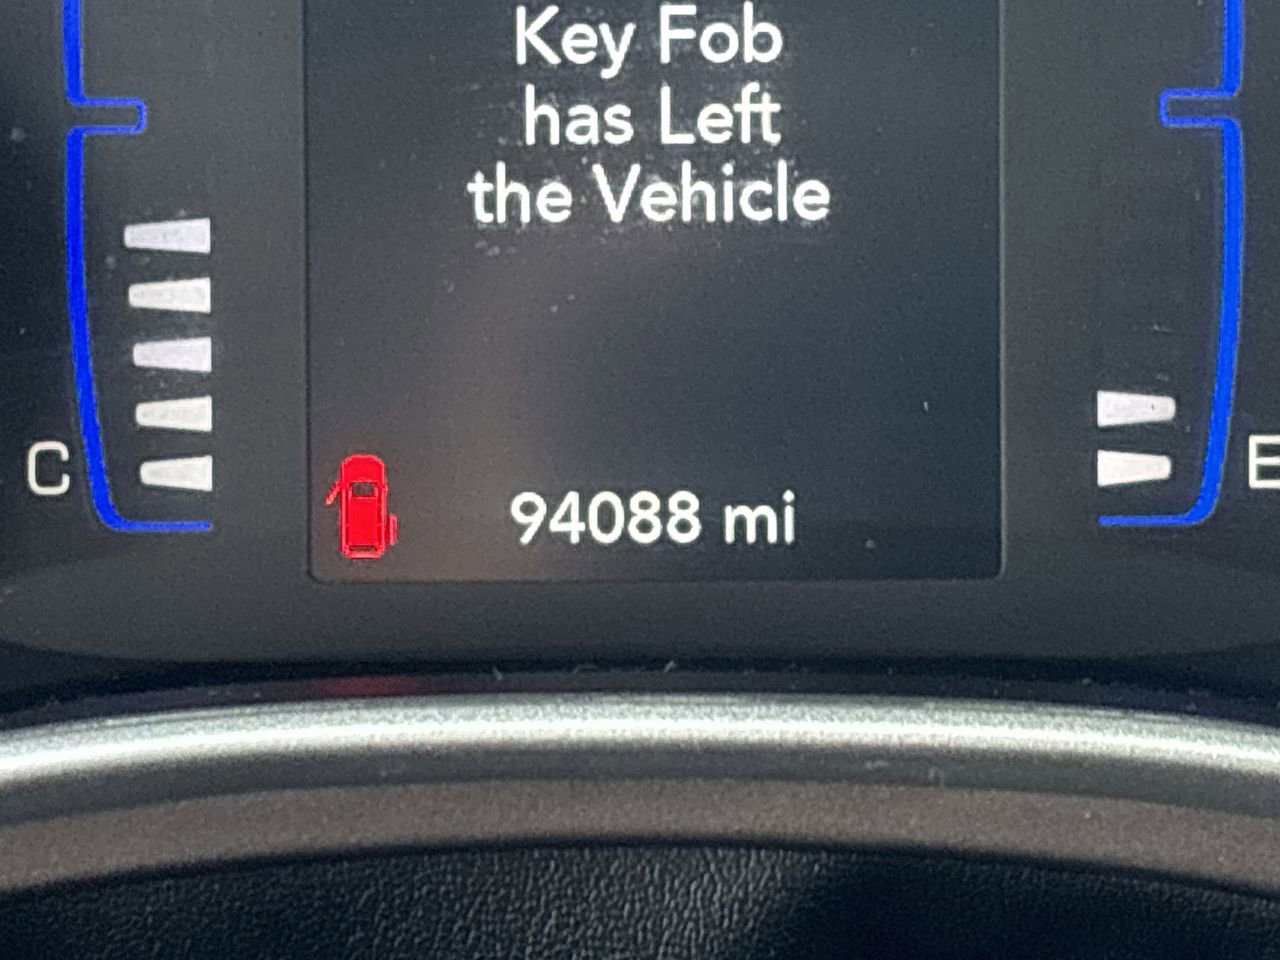 Key Fob
has Left
the Vehicle
C
E
94088 mi